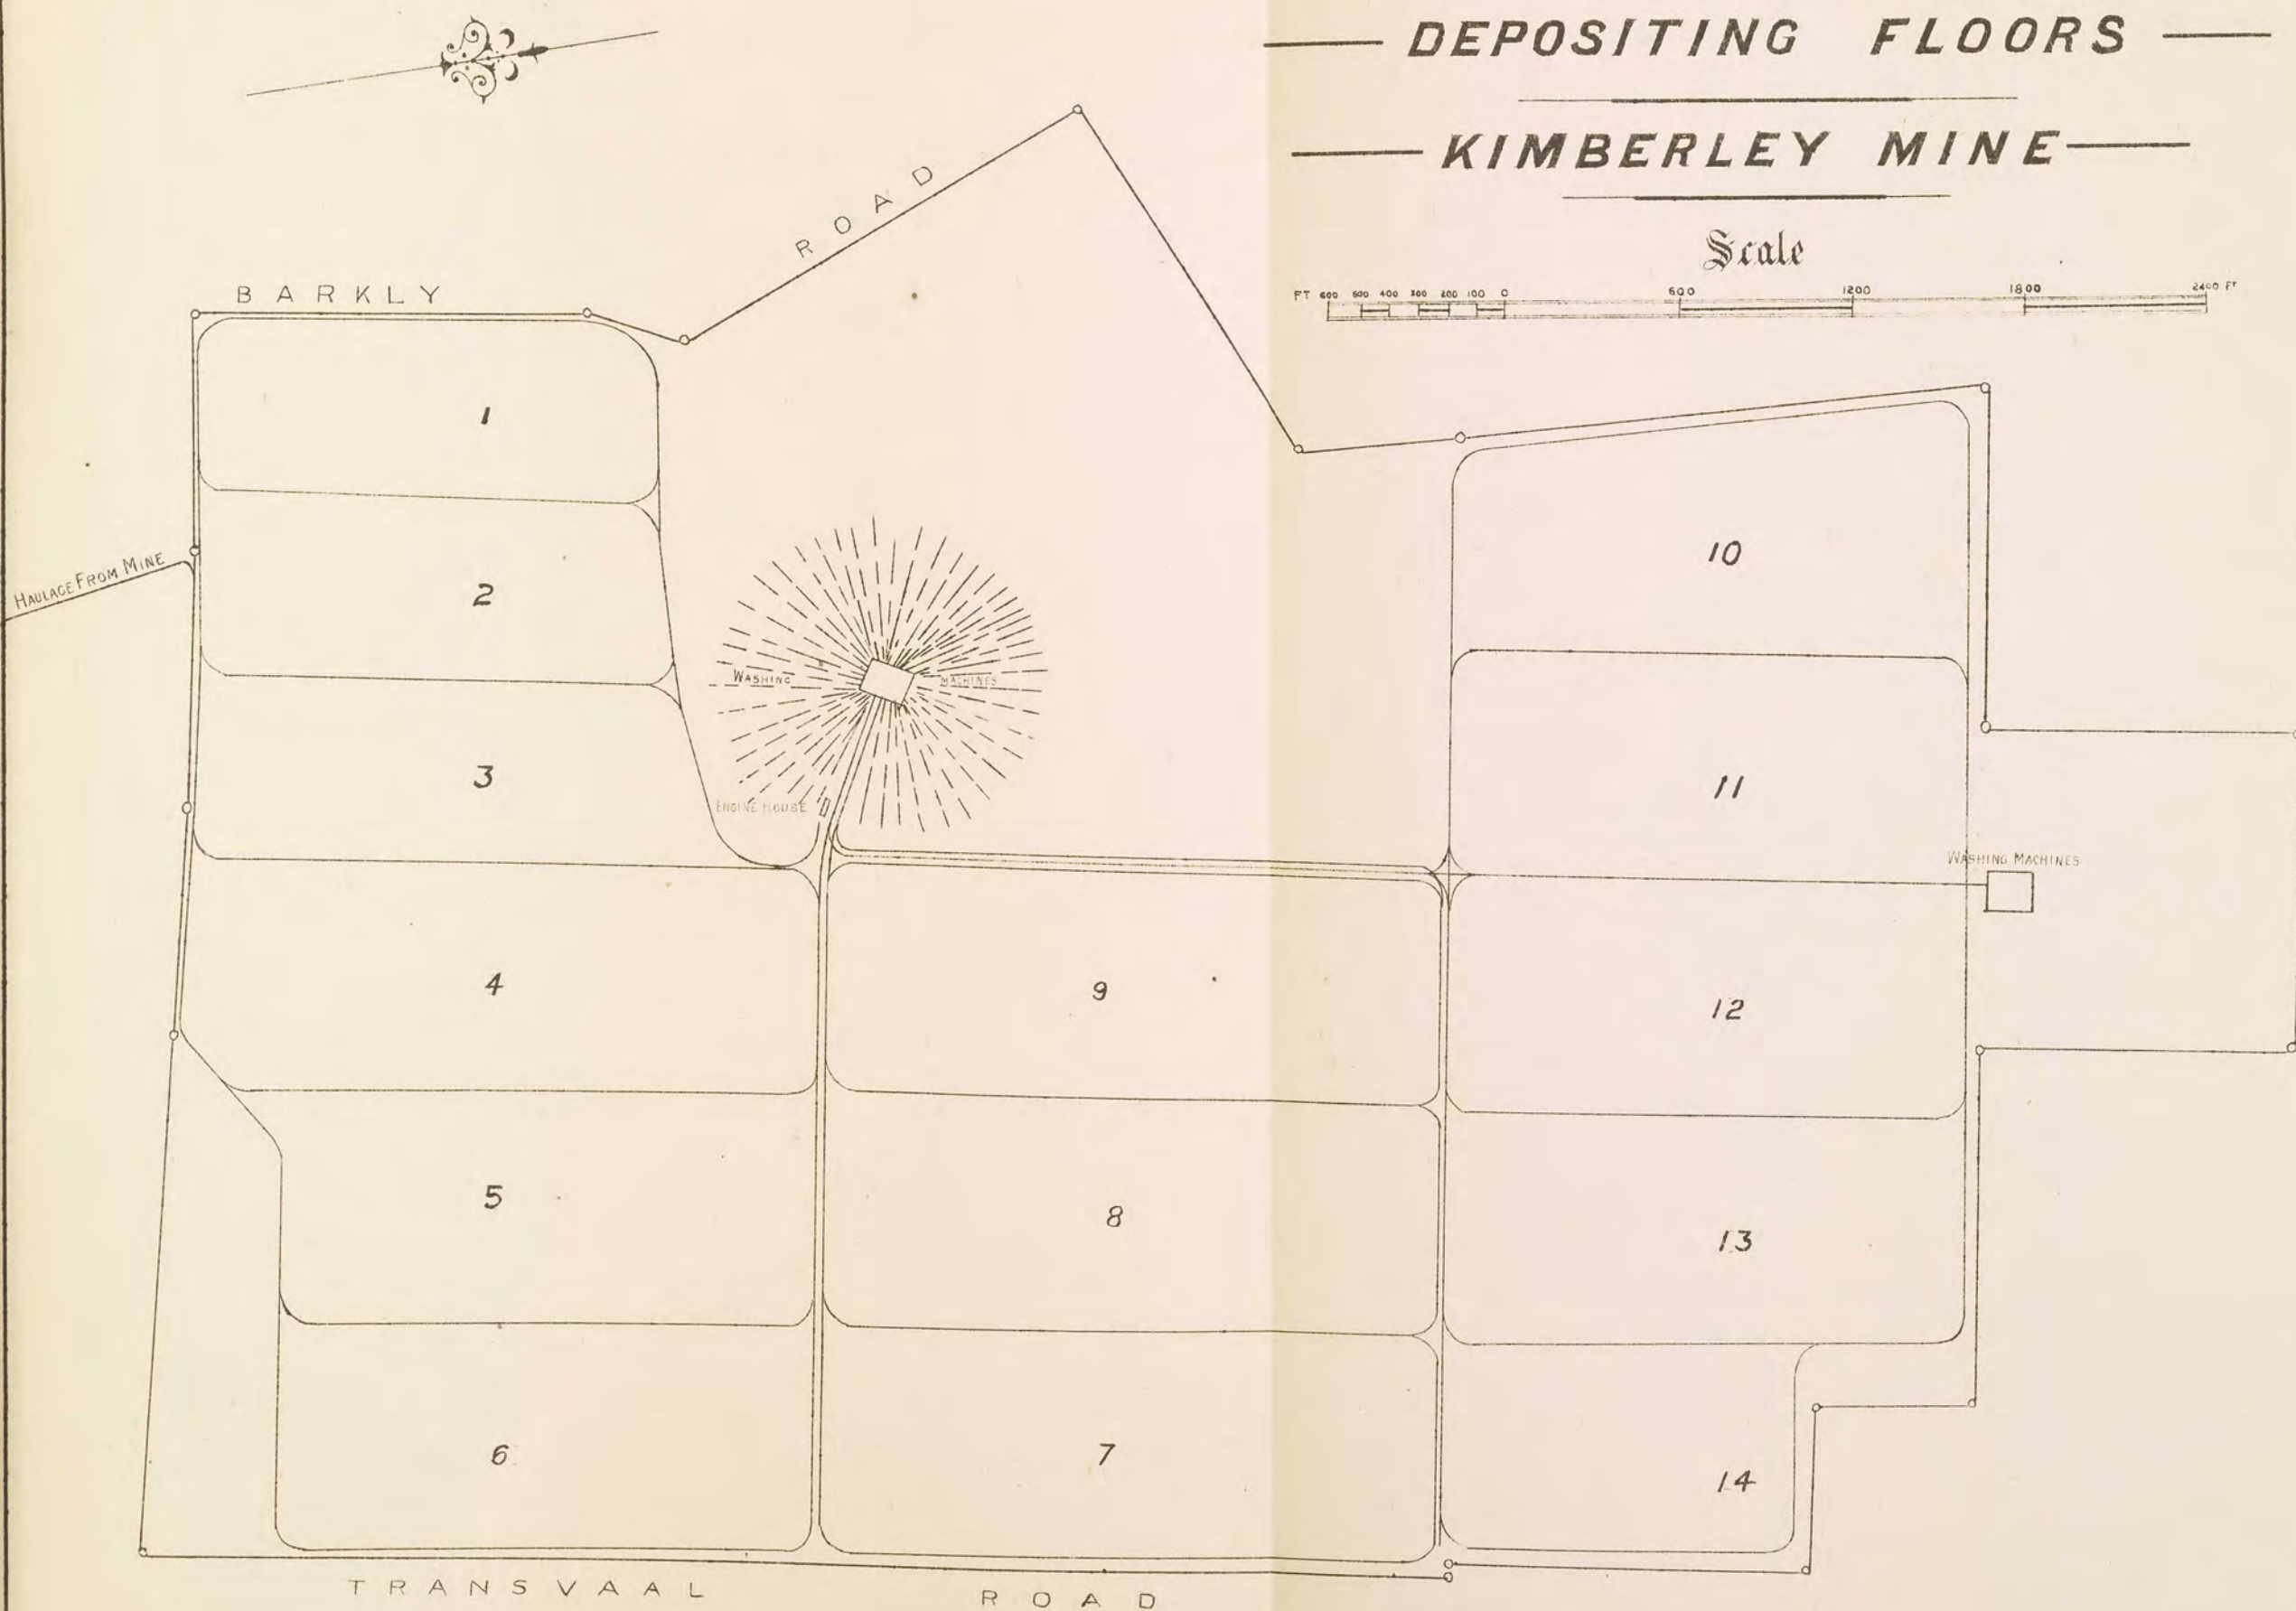 DEPOSITING FLOORS
KIMBERLEY MINE
Scale
FT 600 500 400 300 200 100 0 600 1200 1800 2400 FT
BARKLY ROAD
1
2
3
HAULAGE FROM MINE
WASHING MACHINES
ENGINE HOUSE
10
11
WASHING MACHINES
4
9
12
5
8
13
6
7
14
TRANSVAAL ROAD